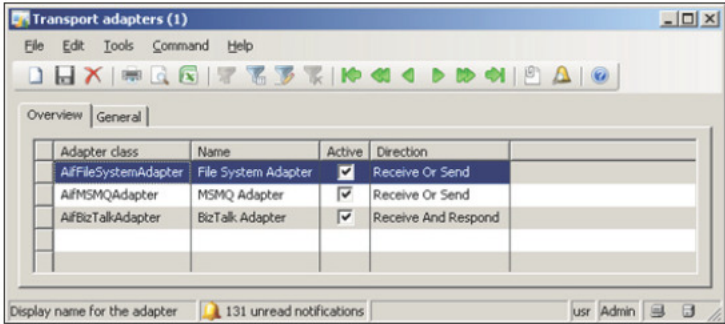 Transport adapters (1)
File Edit Tools Command Help
Overview General
Adapter class Name Active Direction
AifFileSystemAdapter File System Adapter Receive Or Send
AifMSMQAdapter MSMQ Adapter Receive Or Send
AifBizTalkAdapter BizTalk Adapter Receive And Respond
Display name for the adapter 131 unread notifications usr Admin